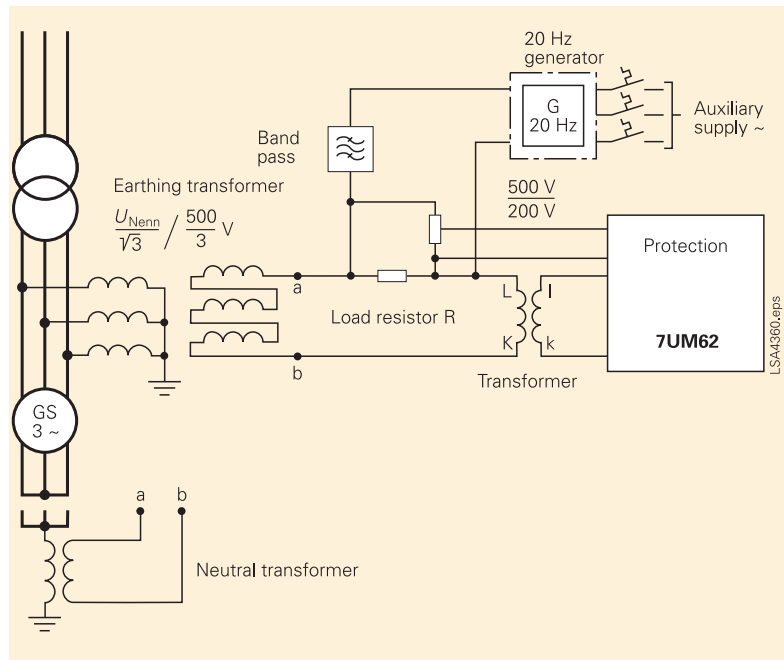 20 Hz
generator
G
20 Hz
Auxiliary
supply ~
Band
pass
Earthing transformer
U_Nenn / √3 / 500 / 3 V
500 V
200 V
Protection
7UM62
a
Load resistor R
L
l
K
k
b
Transformer
GS
3 ~
a
b
Neutral transformer
LSA4360.eps